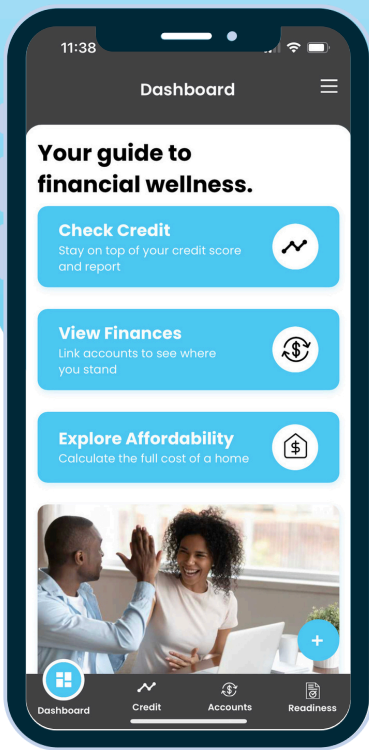 11:38
Dashboard
Your guide to
financial wellness.
Check Credit
Stay on top of your credit score
and report
View Finances
Link accounts to see where
you stand
Explore Affordability
Calculate the full cost of a home
Dashboard
Credit
Accounts
Readiness